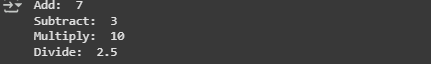 Add:  7
Subtract:  3
Multiply:  10
Divide:  2.5